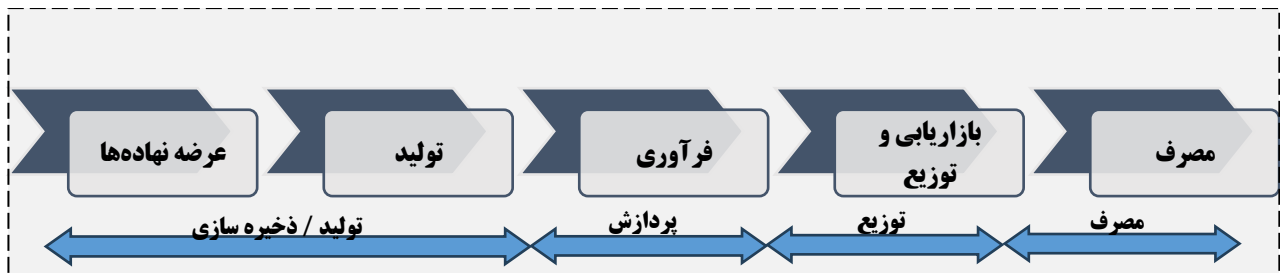 عرضه نهاده‌ها
تولید
فرآوری
بازاریابی و
توزیع
مصرف
تولید / ذخیره سازی
پردازش
توزیع
مصرف